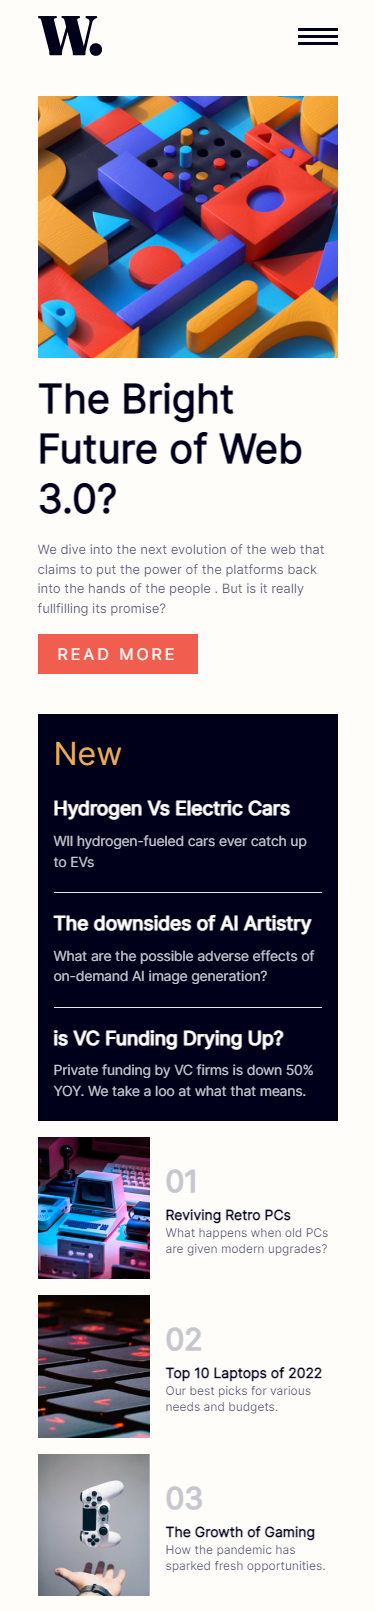 W.
The Bright
Future of Web
3.0?
We dive into the next evolution of the web that
claims to put the power of the platforms back
into the hands of the people . But is it really
fullfilling its promise?
READ MORE
New
Hydrogen Vs Electric Cars
WIl hydrogen-fueled cars ever catch up
to EVs
The downsides of AI Artistry
What are the possible adverse effects of
on-demand AI image generation?
is VC Funding Drying Up?
Private funding by VC firms is down 50%
YOY. We take a loo at what that means.
01
Reviving Retro PCs
What happens when old PCs
are given modern upgrades?
02
Top 10 Laptops of 2022
Our best picks for various
needs and budgets.
03
The Growth of Gaming
How the pandemic has
sparked fresh opportunities.